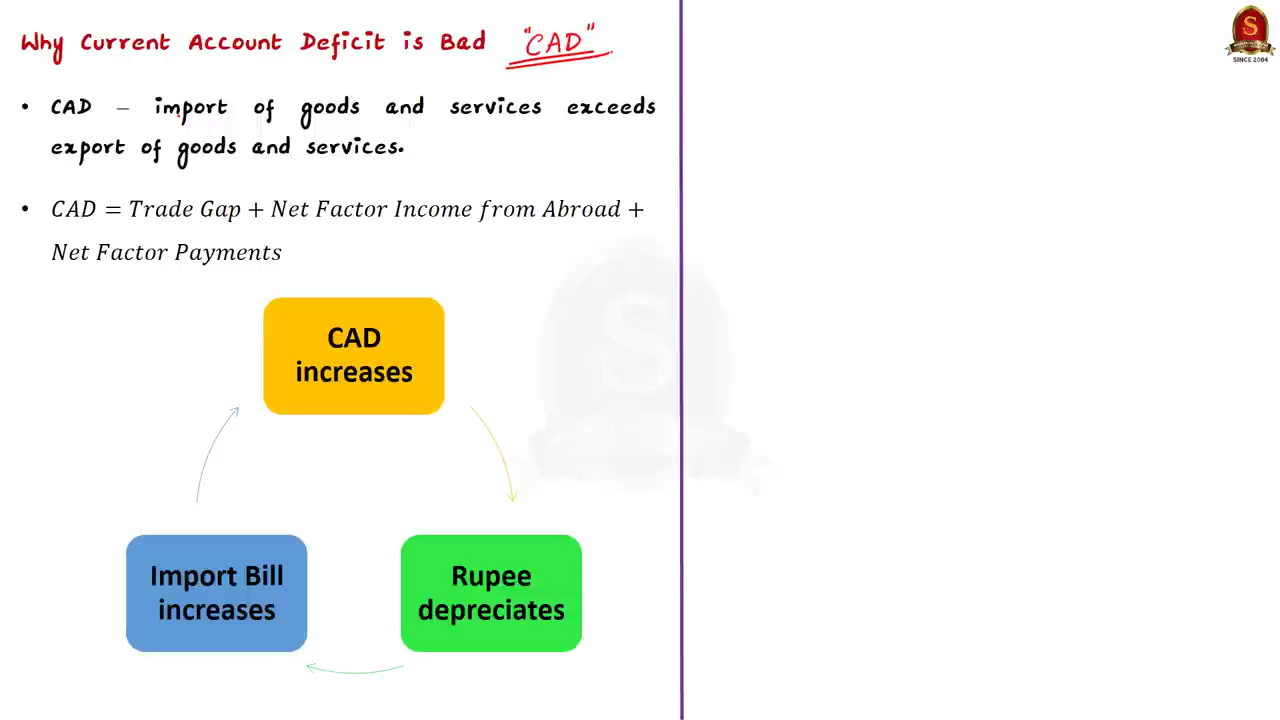 Why Current Account Deficit is Bad "CAD"
• CAD – import of goods and services exceeds
export of goods and services.
• CAD = Trade Gap + Net Factor Income from Abroad +
Net Factor Payments
CAD
increases
Import Bill
increases
Rupee
depreciates
S
SINCE 2004